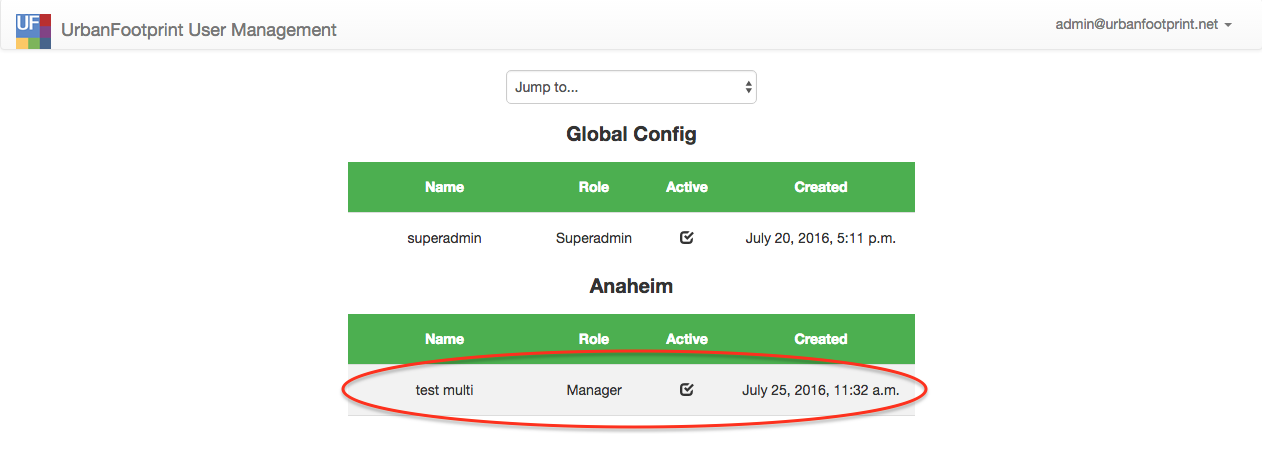 UF UrbanFootprint User Management admin@urbanfootprint.net
Jump to...
Global Config
Name Role Active Created
superadmin Superadmin July 20, 2016, 5:11 p.m.
Anaheim
Name Role Active Created
test multi Manager July 25, 2016, 11:32 a.m.